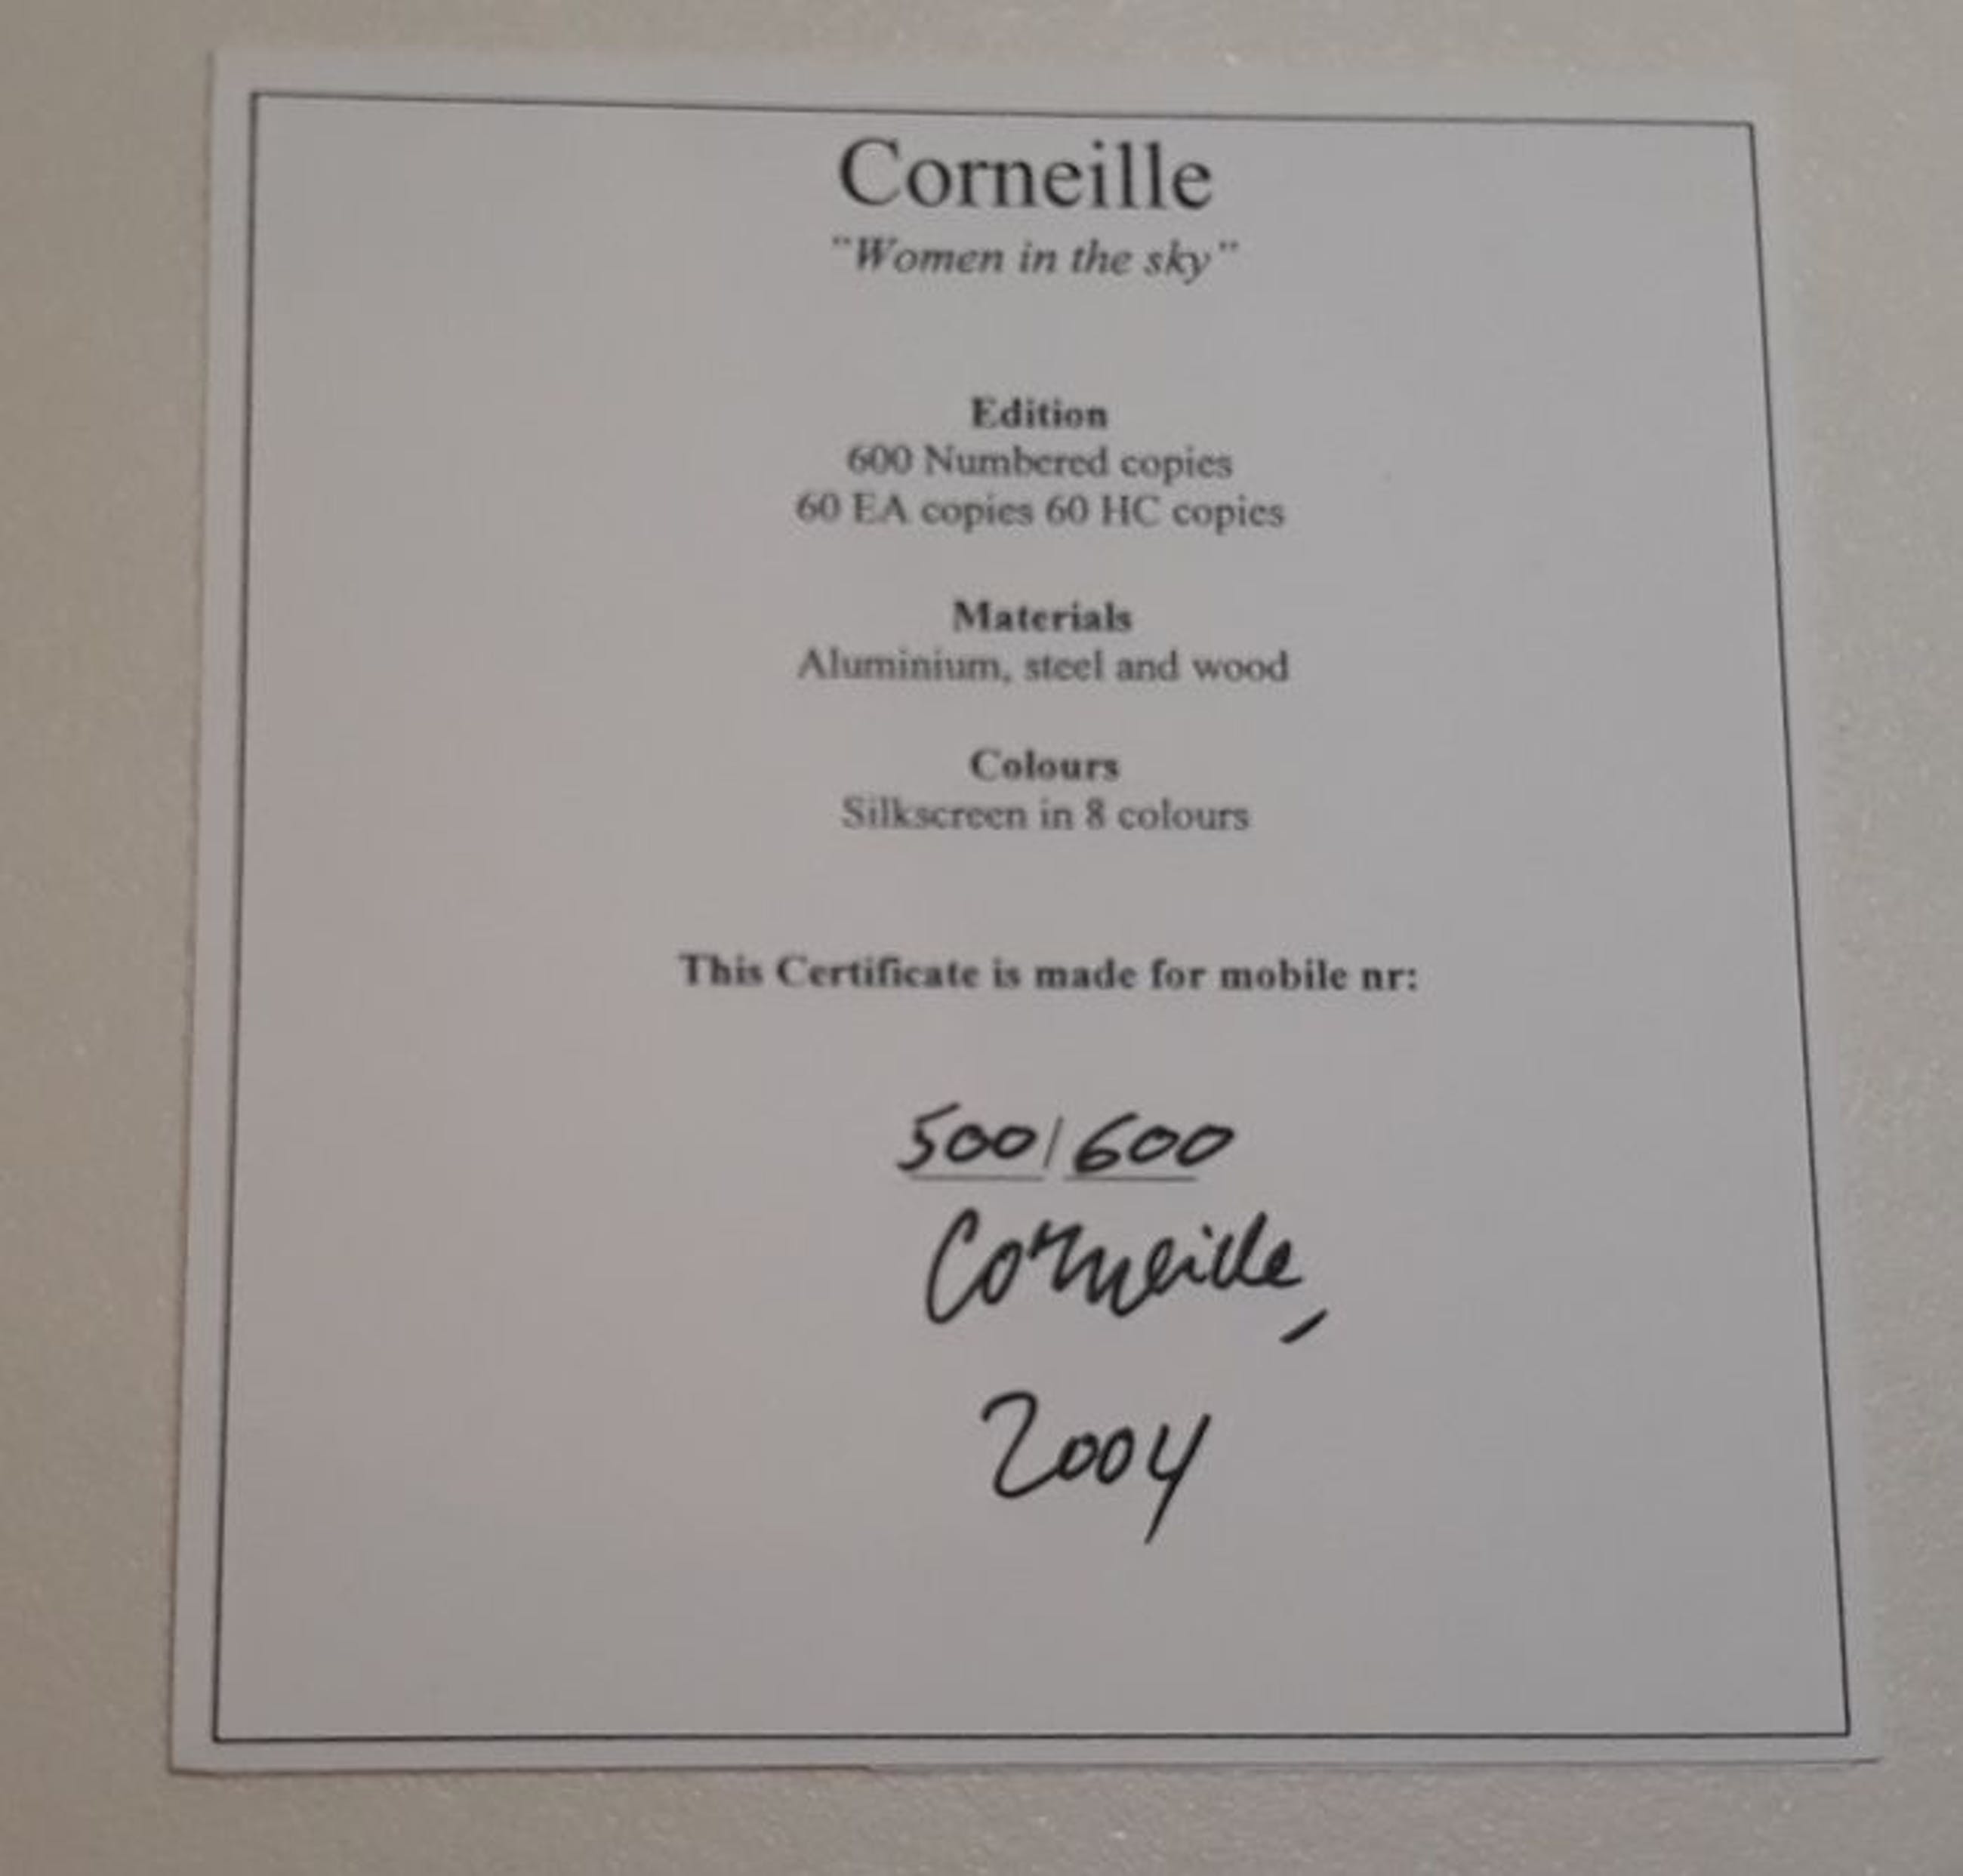 Corneille
"Women in the sky"
Edition
600 Numbered copies
60 EA copies 60 HC copies
Materials
Aluminium, steel and wood
Colours
Silkscreen in 8 colours
This Certificate is made for mobile nr:
500/600
Corneille,
2004